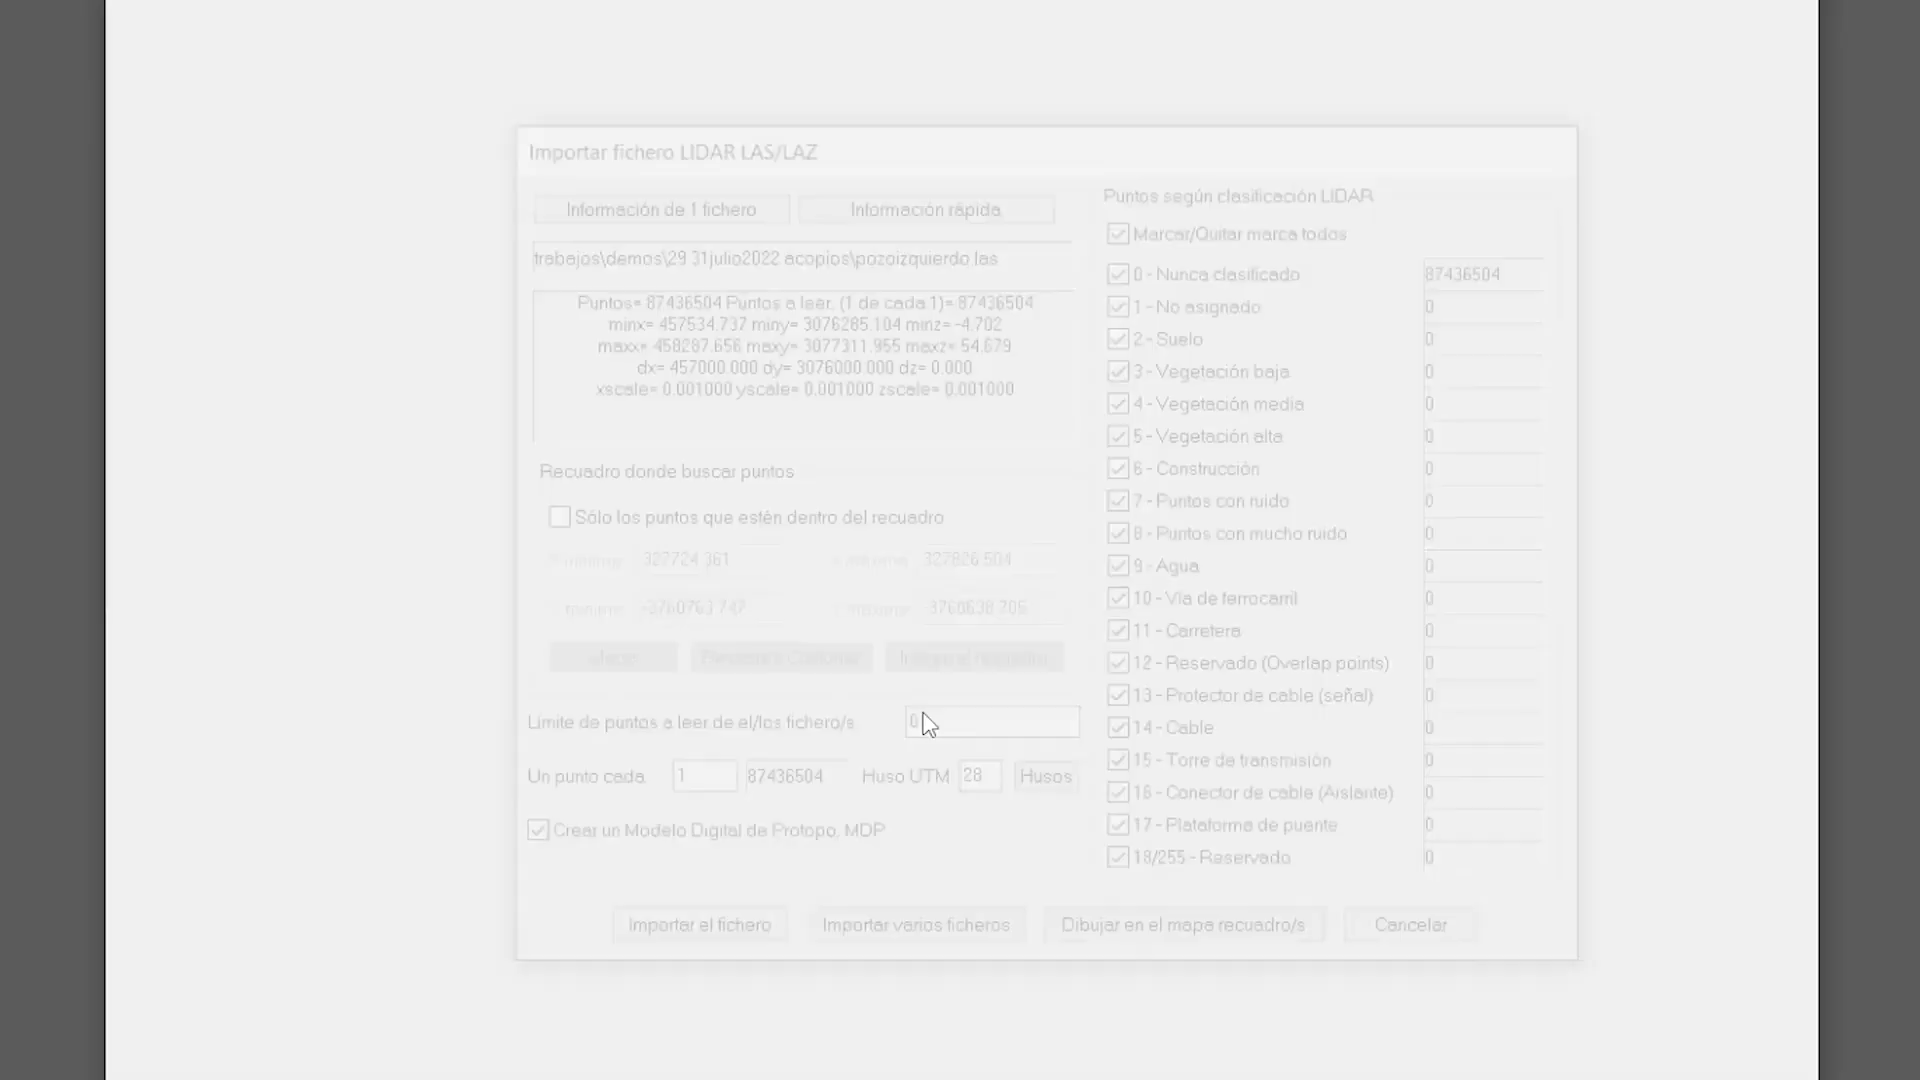 Importar fichero LIDAR LAS/LAZ
Información de 1 fichero
Información rápida
trabajos\demos\29 31julio2022 acopios\pozoizquierdo.las
Puntos= 87436504 Puntos a leer, (1 de cada 1)= 87436504
minx= 457534.737 miny= 3076285.104 minz= -4.702
maxx= 458287.656 maxy= 3077311.955 maxz= 54.679
dx= 457000.000 dy= 3076000.000 dz= 0.000
xscale= 0.001000 yscale= 0.001000 zscale= 0.001000
Recuadro donde buscar puntos
Sólo los puntos que estén dentro del recuadro
327724.361
327826.504
-3760763.747
Límite de puntos a leer de el/los fichero/s
0
Un punto cada
1
87436504
Huso UTM
28
Husos
Crear un Modelo Digital de Protopo, MDP
Puntos según clasificación LIDAR
Marcar/Quitar marca todos
0 - Nunca clasificado 87436504
1 - No asignado 0
2 - Suelo 0
3 - Vegetación baja 0
4 - Vegetación media 0
5 - Vegetación alta 0
6 - Construcción 0
7 - Puntos con ruido 0
8 - Puntos con mucho ruido 0
9 - Agua 0
10 - Vía de ferrocarril 0
11 - Carretera 0
12 - Reservado (Overlap points) 0
13 - Protector de cable (señal) 0
14 - Cable 0
15 - Torre de transmisión 0
16 - Conector de cable (Aislante) 0
17 - Plataforma de puente 0
18/255 - Reservado 0
Importar el fichero
Importar varios ficheros
Dibujar en el mapa recuadro/s
Cancelar